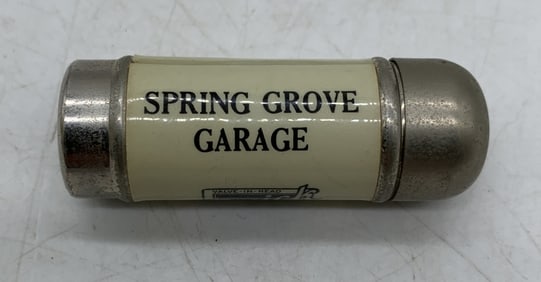 SPRING GROVE
GARAGE
VALVE-IN-HEAD